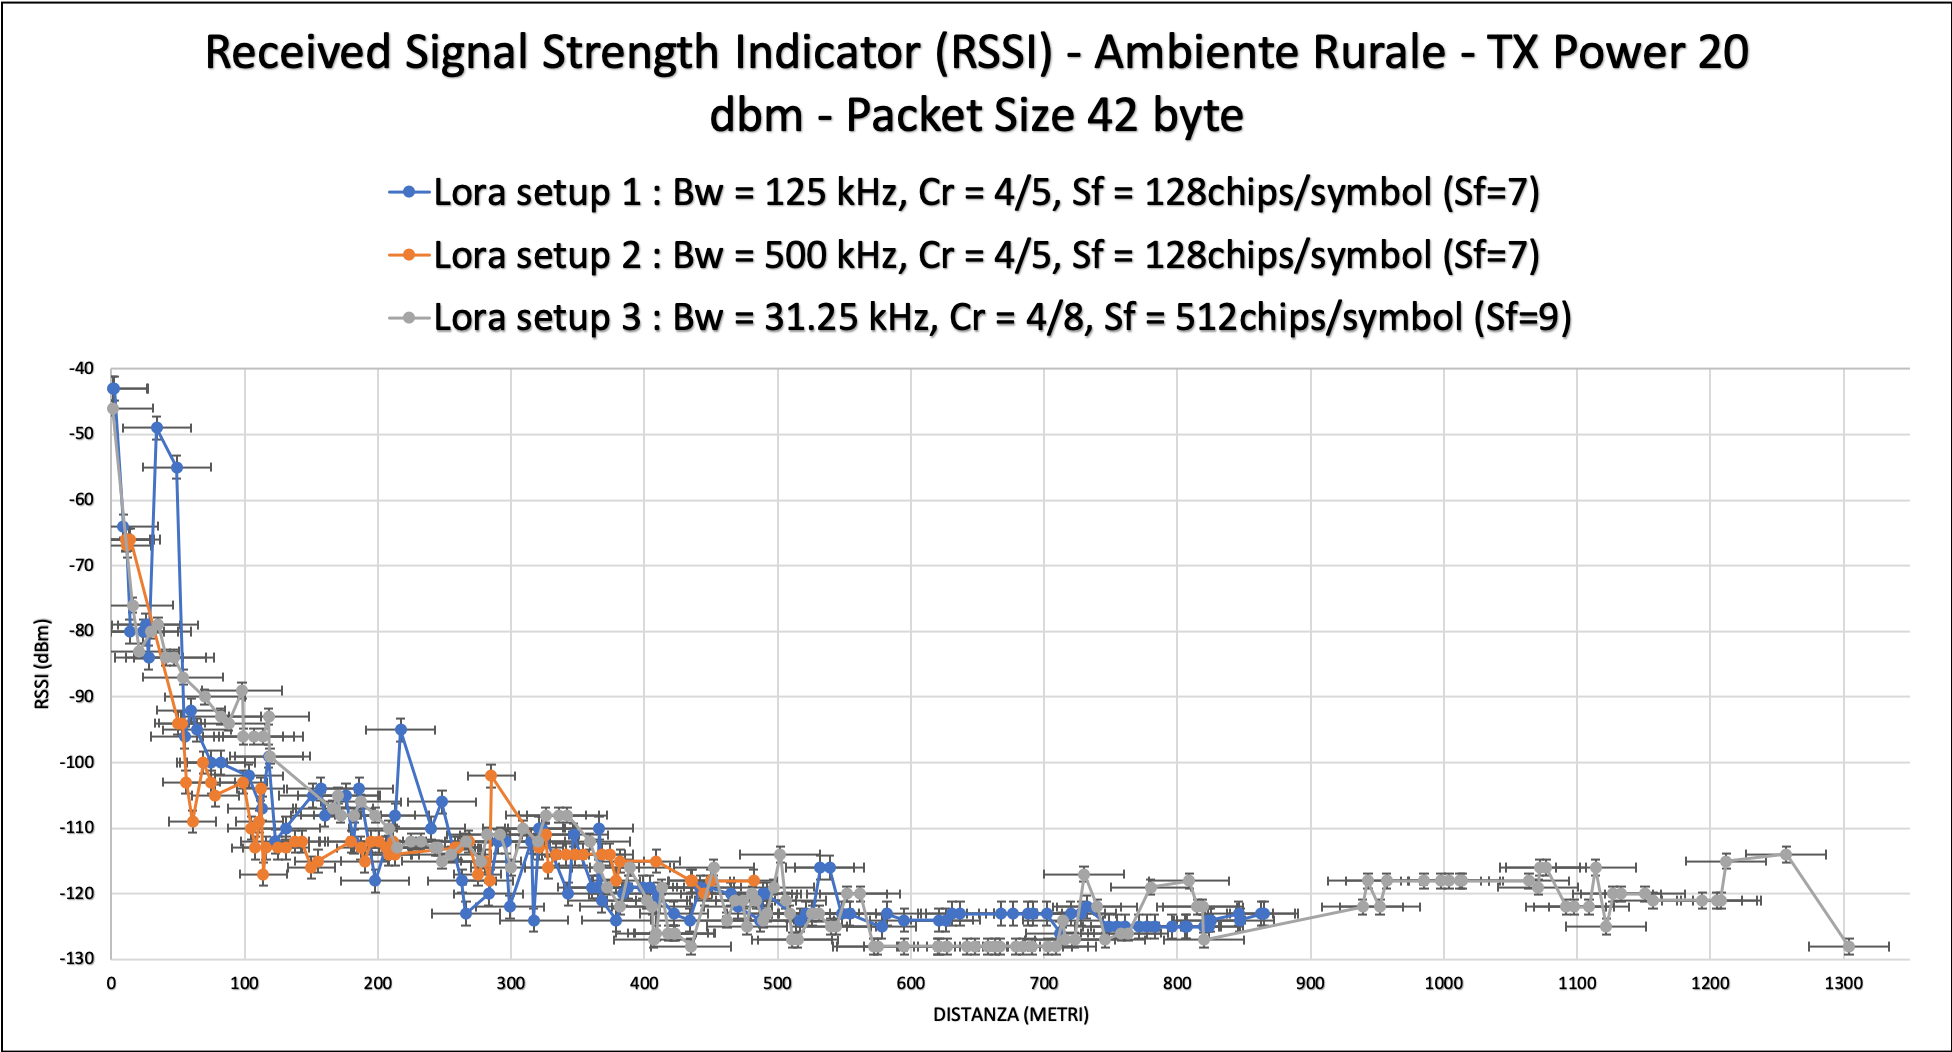 Received Signal Strength Indicator (RSSI) - Ambiente Rurale - TX Power 20
dbm - Packet Size 42 byte
Lora setup 1 : Bw = 125 kHz, Cr = 4/5, Sf = 128chips/symbol (Sf=7)
Lora setup 2 : Bw = 500 kHz, Cr = 4/5, Sf = 128chips/symbol (Sf=7)
Lora setup 3 : Bw = 31.25 kHz, Cr = 4/8, Sf = 512chips/symbol (Sf=9)
-40
-50
-60
-70
-80
-90
-100
-110
-120
-130
RSSI (dBm)
0 100 200 300 400 500 600 700 800 900 1000 1100 1200 1300
DISTANZA (METRI)